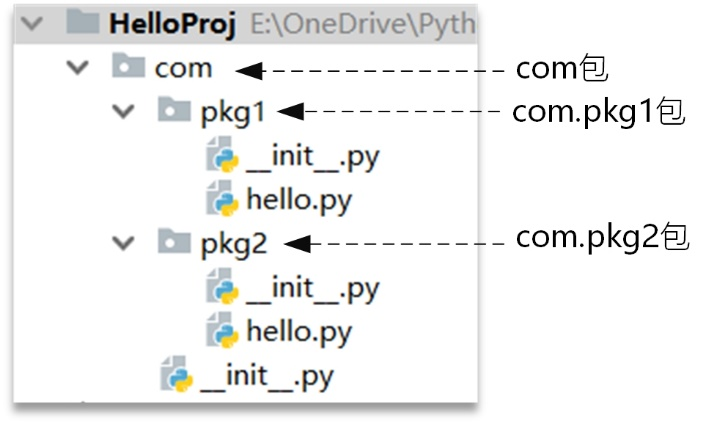 HelloProj E:\OneDrive\Pyth
com com包
pkg1 com.pkg1包
__init__.py
hello.py
pkg2 com.pkg2包
__init__.py
hello.py
__init__.py